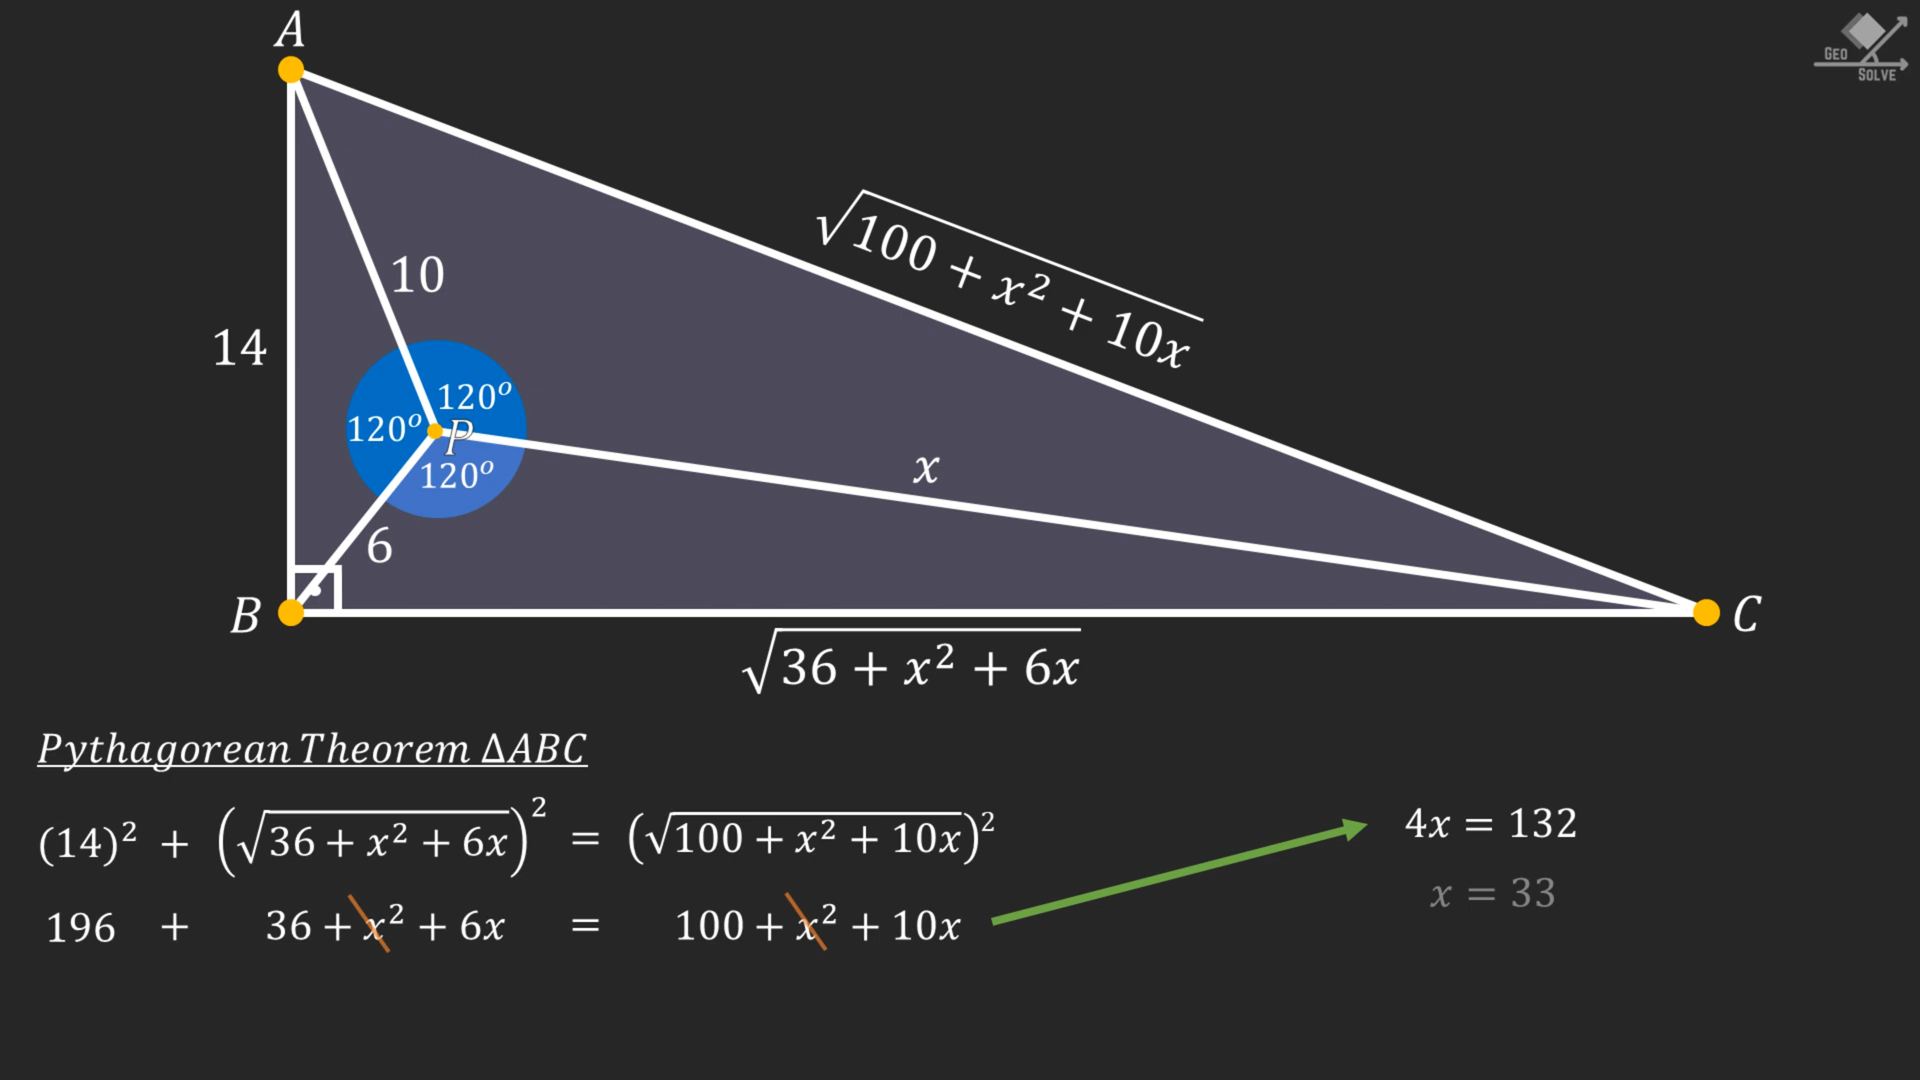 A
GEO
SOLVE
√100 + x² + 10x
10
14
120°
120°
P
120°
x
6
B
C
√36 + x² + 6x
Pythagorean Theorem ΔABC
(14)² + (√36 + x² + 6x)² = (√100 + x² + 10x)²
4x = 132
x = 33
196 + 36 + x² + 6x = 100 + x² + 10x